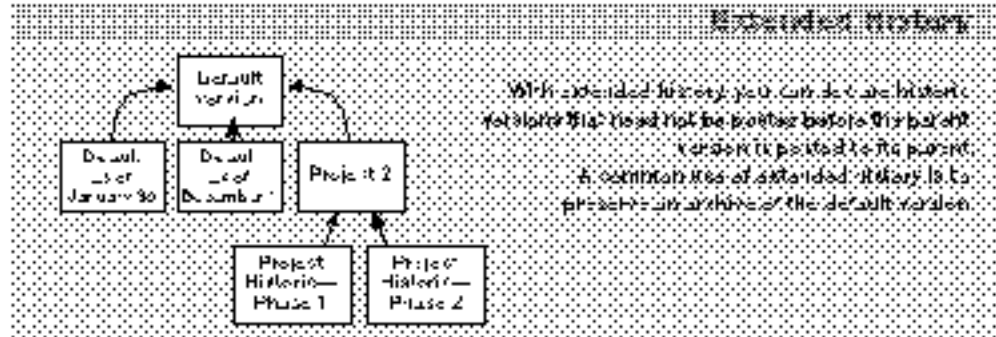 Extended History
Default
version
With extended history, you can declare historic
versions that need not be posted before the parent
version is posted to its parent.
A common use of extended history is to
preserve an archive of the default version
Default
as of
January
Default
as of
December 1
Project 2
Project
Historic—
Phase 1
Project
Historic—
Phase 2